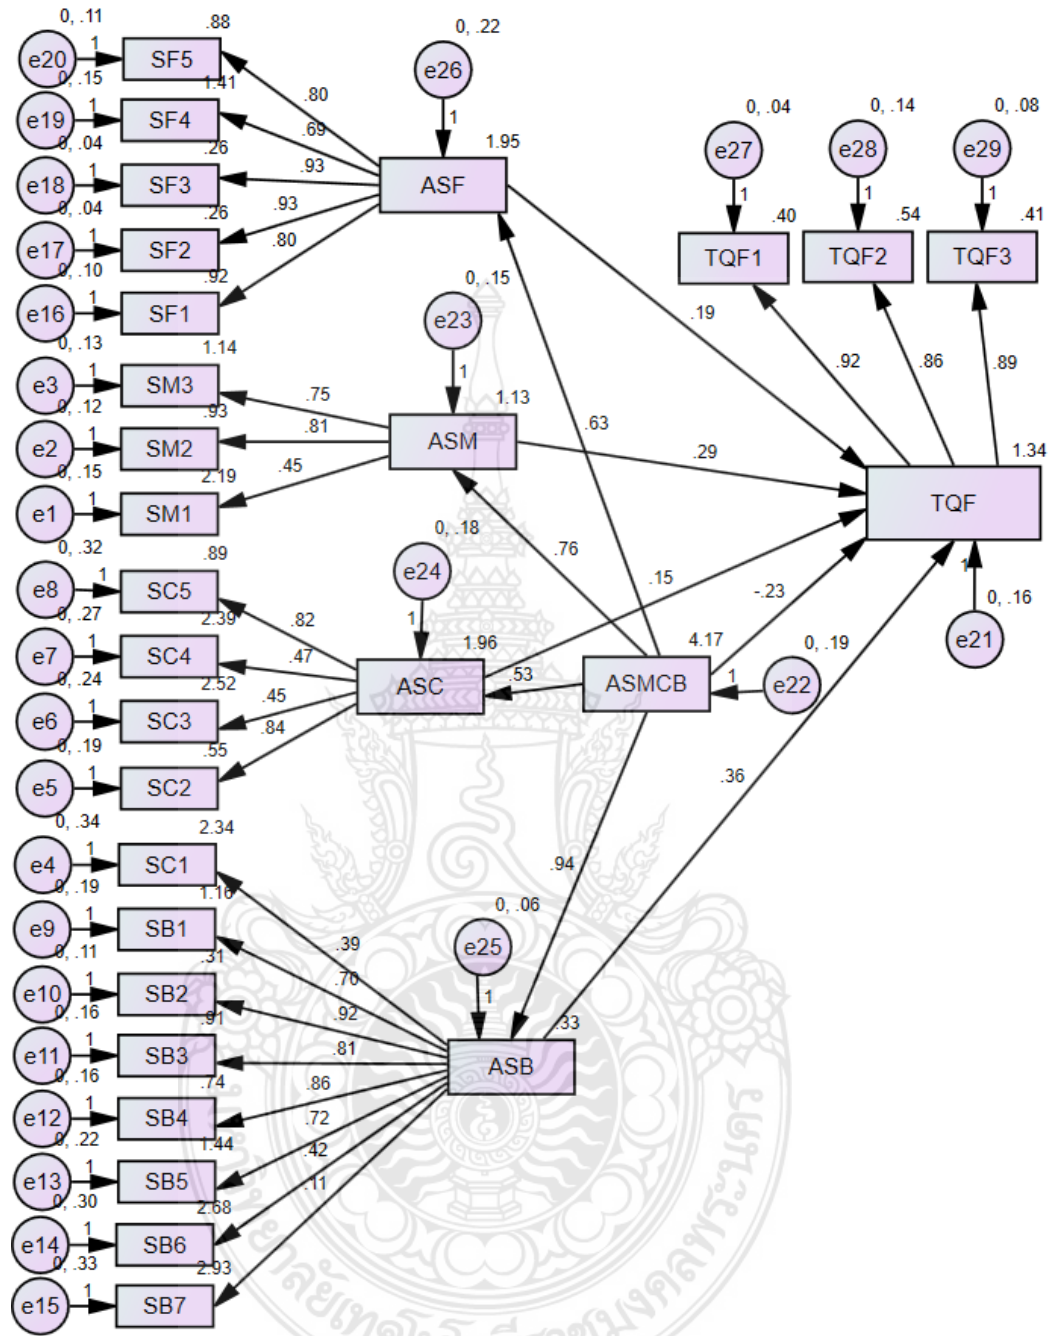 0, .11
.88
0, .22
e20
1
SF5
e26
0, .15
1.41
e19
1
SF4
.80
.69
1
0, .04
.26
.93
1.95
e18
1
SF3
ASF
0, .04
.26
.93
e17
1
SF2
.80
0, .10
.92
e16
1
SF1
0, .04
0, .14
0, .08
e27
e28
e29
1
1
1
.40
.54
.41
TQF1
TQF2
TQF3
0, .13
1.14
0, .15
e23
.19
e3
1
SM3
1
.92
.86
.89
0, .12
.93
.75
1.13
e2
1
SM2
.81
ASM
.63
0, .15
2.19
.45
.29
1.34
e1
1
SM1
TQF
0, .32
.89
0, .18
.76
e8
1
SC5
e24
.15
-.23
1
0, .16
0, .27
2.39
.82
1
e21
e7
1
SC4
.47
1.96
4.17
0, .19
0, .24
2.52
ASC
.53
ASMCB
1
e22
e6
1
SC3
.45
0, .19
.55
.84
e5
1
SC2
.36
0, .34
2.34
e4
1
SC1
.94
0, .19
1.16
0, .06
e9
1
SB1
.39
e25
0, .11
.31
.70
1
e10
1
SB2
.92
.33
0, .16
.91
.81
ASB
e11
1
SB3
0, .16
.74
.86
e12
1
SB4
.72
0, .22
1.44
.42
e13
1
SB5
.11
0, .30
2.68
e14
1
SB6
0, .33
2.93
e15
1
SB7